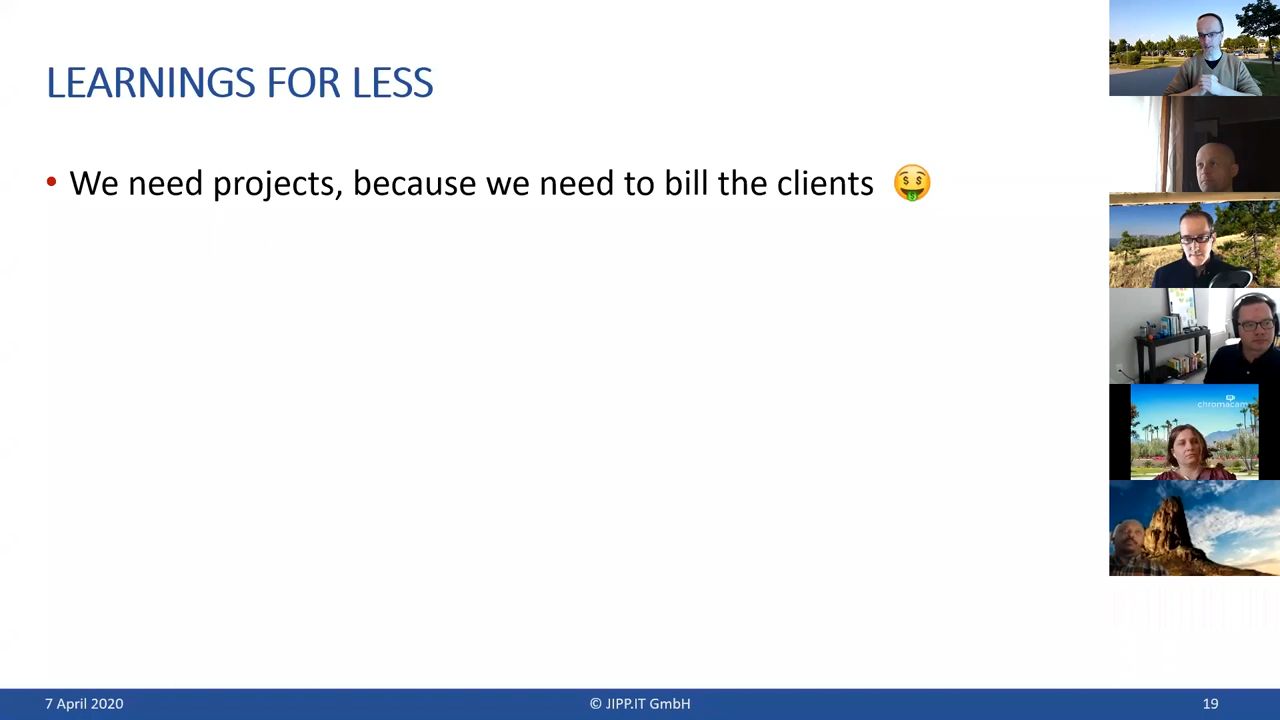 LEARNINGS FOR LESS
• We need projects, because we need to bill the clients 🤑
chromacam
7 April 2020
© JIPP.IT GmbH
19